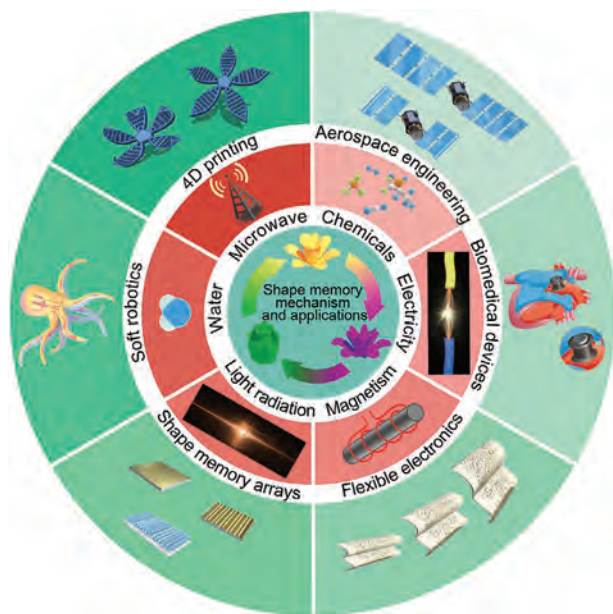 4D printing
Aerospace engineering
Biomedical devices
Flexible electronics
Shape memory arrays
Soft robotics
Microwave
Chemicals
Electricity
Magnetism
Light radiation
Water
Shape memory
mechanism
and applications